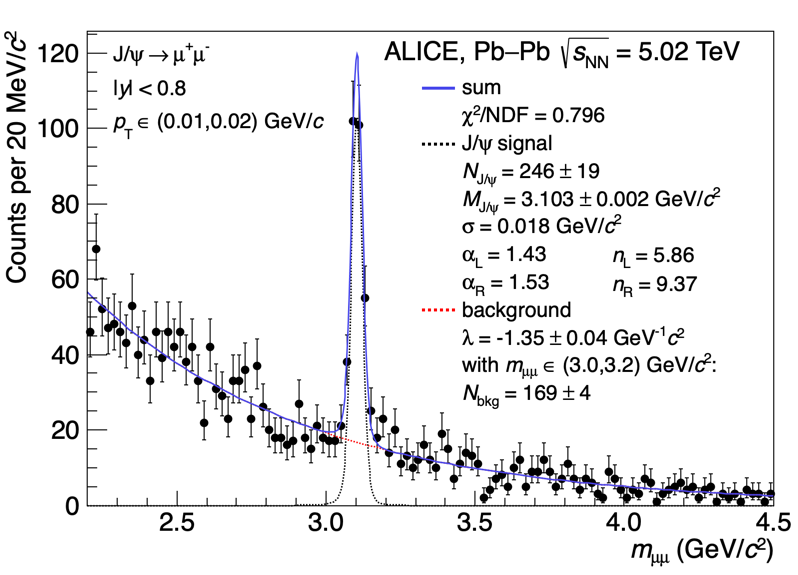 Counts per 20 MeV/c²
120
100
80
60
40
20
0
J/ψ → μ⁺μ⁻
|y| < 0.8
p_T ∈ (0.01,0.02) GeV/c
ALICE, Pb–Pb √s_NN = 5.02 TeV
sum
χ²/NDF = 0.796
J/ψ signal
N_J/ψ = 246 ± 19
M_J/ψ = 3.103 ± 0.002 GeV/c²
σ = 0.018 GeV/c²
α_L = 1.43 n_L = 5.86
α_R = 1.53 n_R = 9.37
background
λ = -1.35 ± 0.04 GeV⁻¹c²
with m_μμ ∈ (3.0,3.2) GeV/c²:
N_bkg = 169 ± 4
2.5 3.0 3.5 4.0 4.5
m_μμ (GeV/c²)